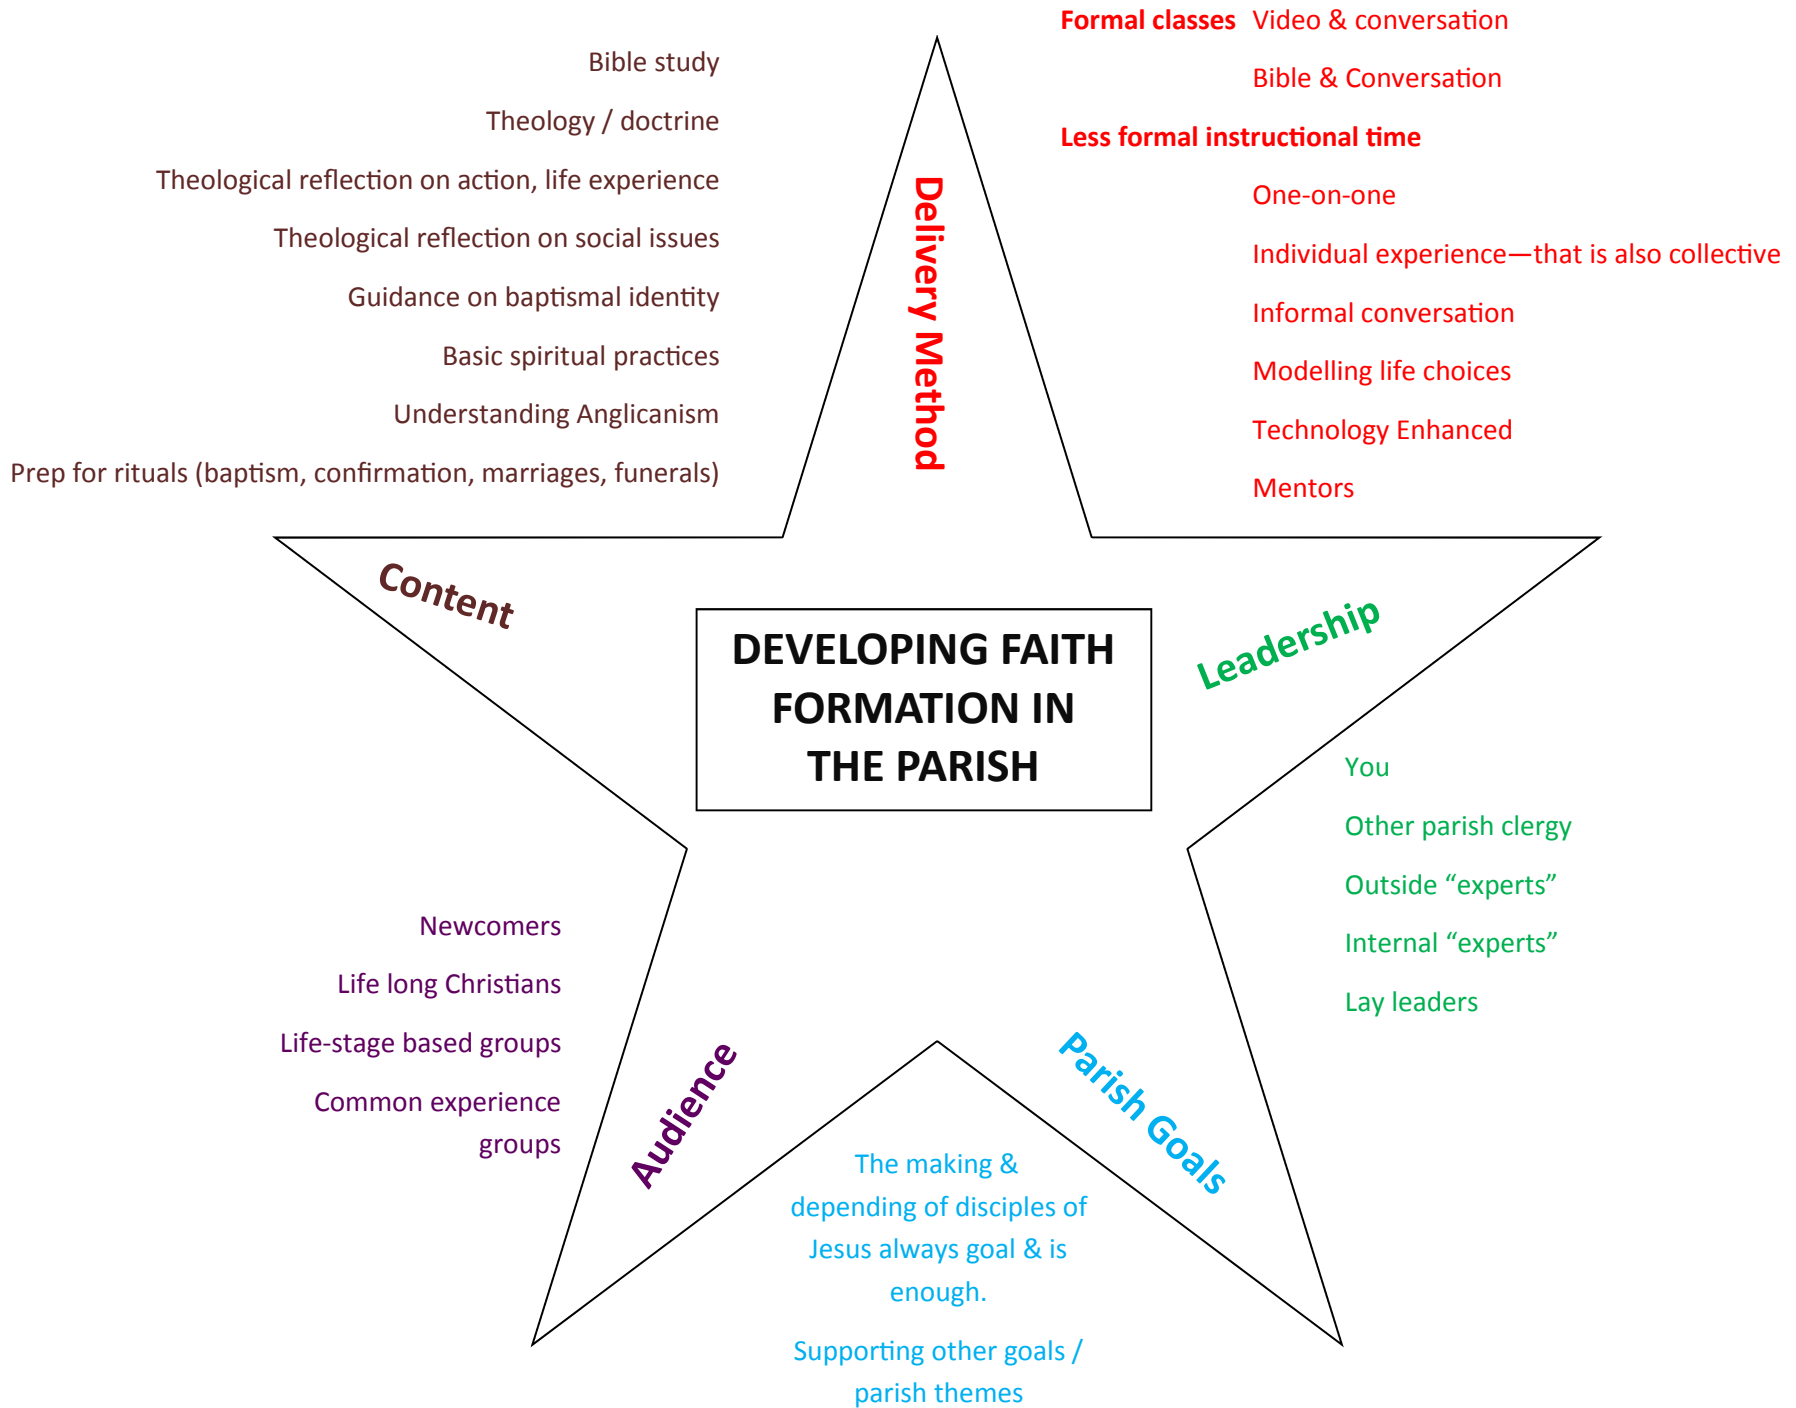 Formal classes Video & conversation
Bible & Conversation
Less formal instructional time
One-on-one
Individual experience—that is also collective
Informal conversation
Modelling life choices
Technology Enhanced
Mentors
Delivery Method
Bible study
Theology / doctrine
Theological reflection on action, life experience
Theological reflection on social issues
Guidance on baptismal identity
Basic spiritual practices
Understanding Anglicanism
Prep for rituals (baptism, confirmation, marriages, funerals)
Content
DEVELOPING FAITH
FORMATION IN
THE PARISH
Leadership
You
Other parish clergy
Outside “experts”
Internal “experts”
Lay leaders
Newcomers
Life long Christians
Life-stage based groups
Common experience
groups
Audience
Parish Goals
The making &
depending of disciples of
Jesus always goal & is
enough.
Supporting other goals /
parish themes